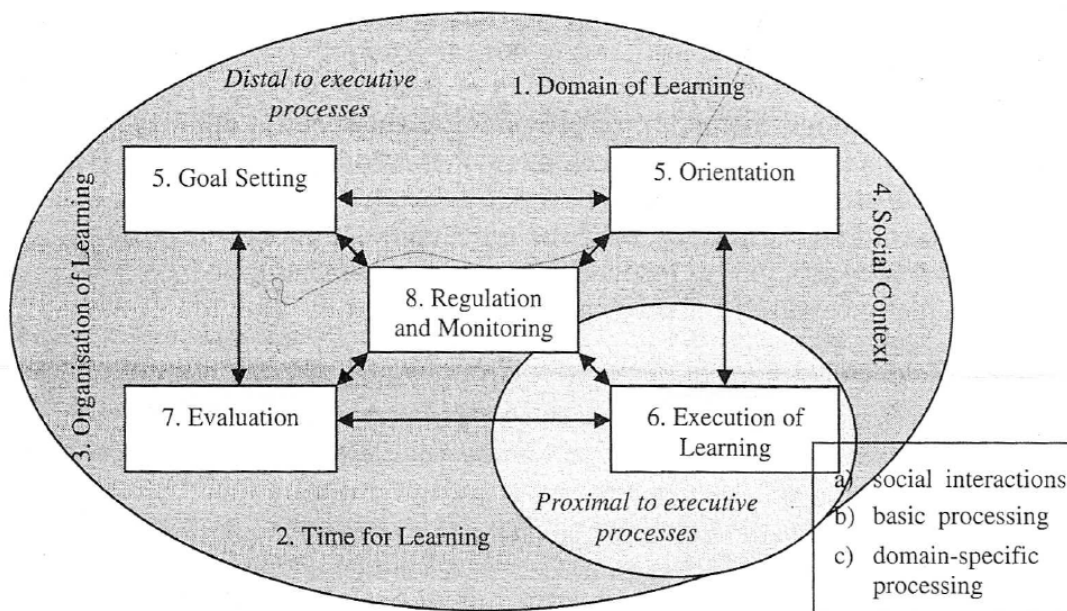 Distal to executive
processes
1. Domain of Learning
5. Goal Setting
5. Orientation
3. Organisation of Learning
4. Social Context
8. Regulation
and Monitoring
7. Evaluation
6. Execution of
Learning
Proximal to executive
processes
2. Time for Learning
a) social interactions
b) basic processing
c) domain-specific
processing